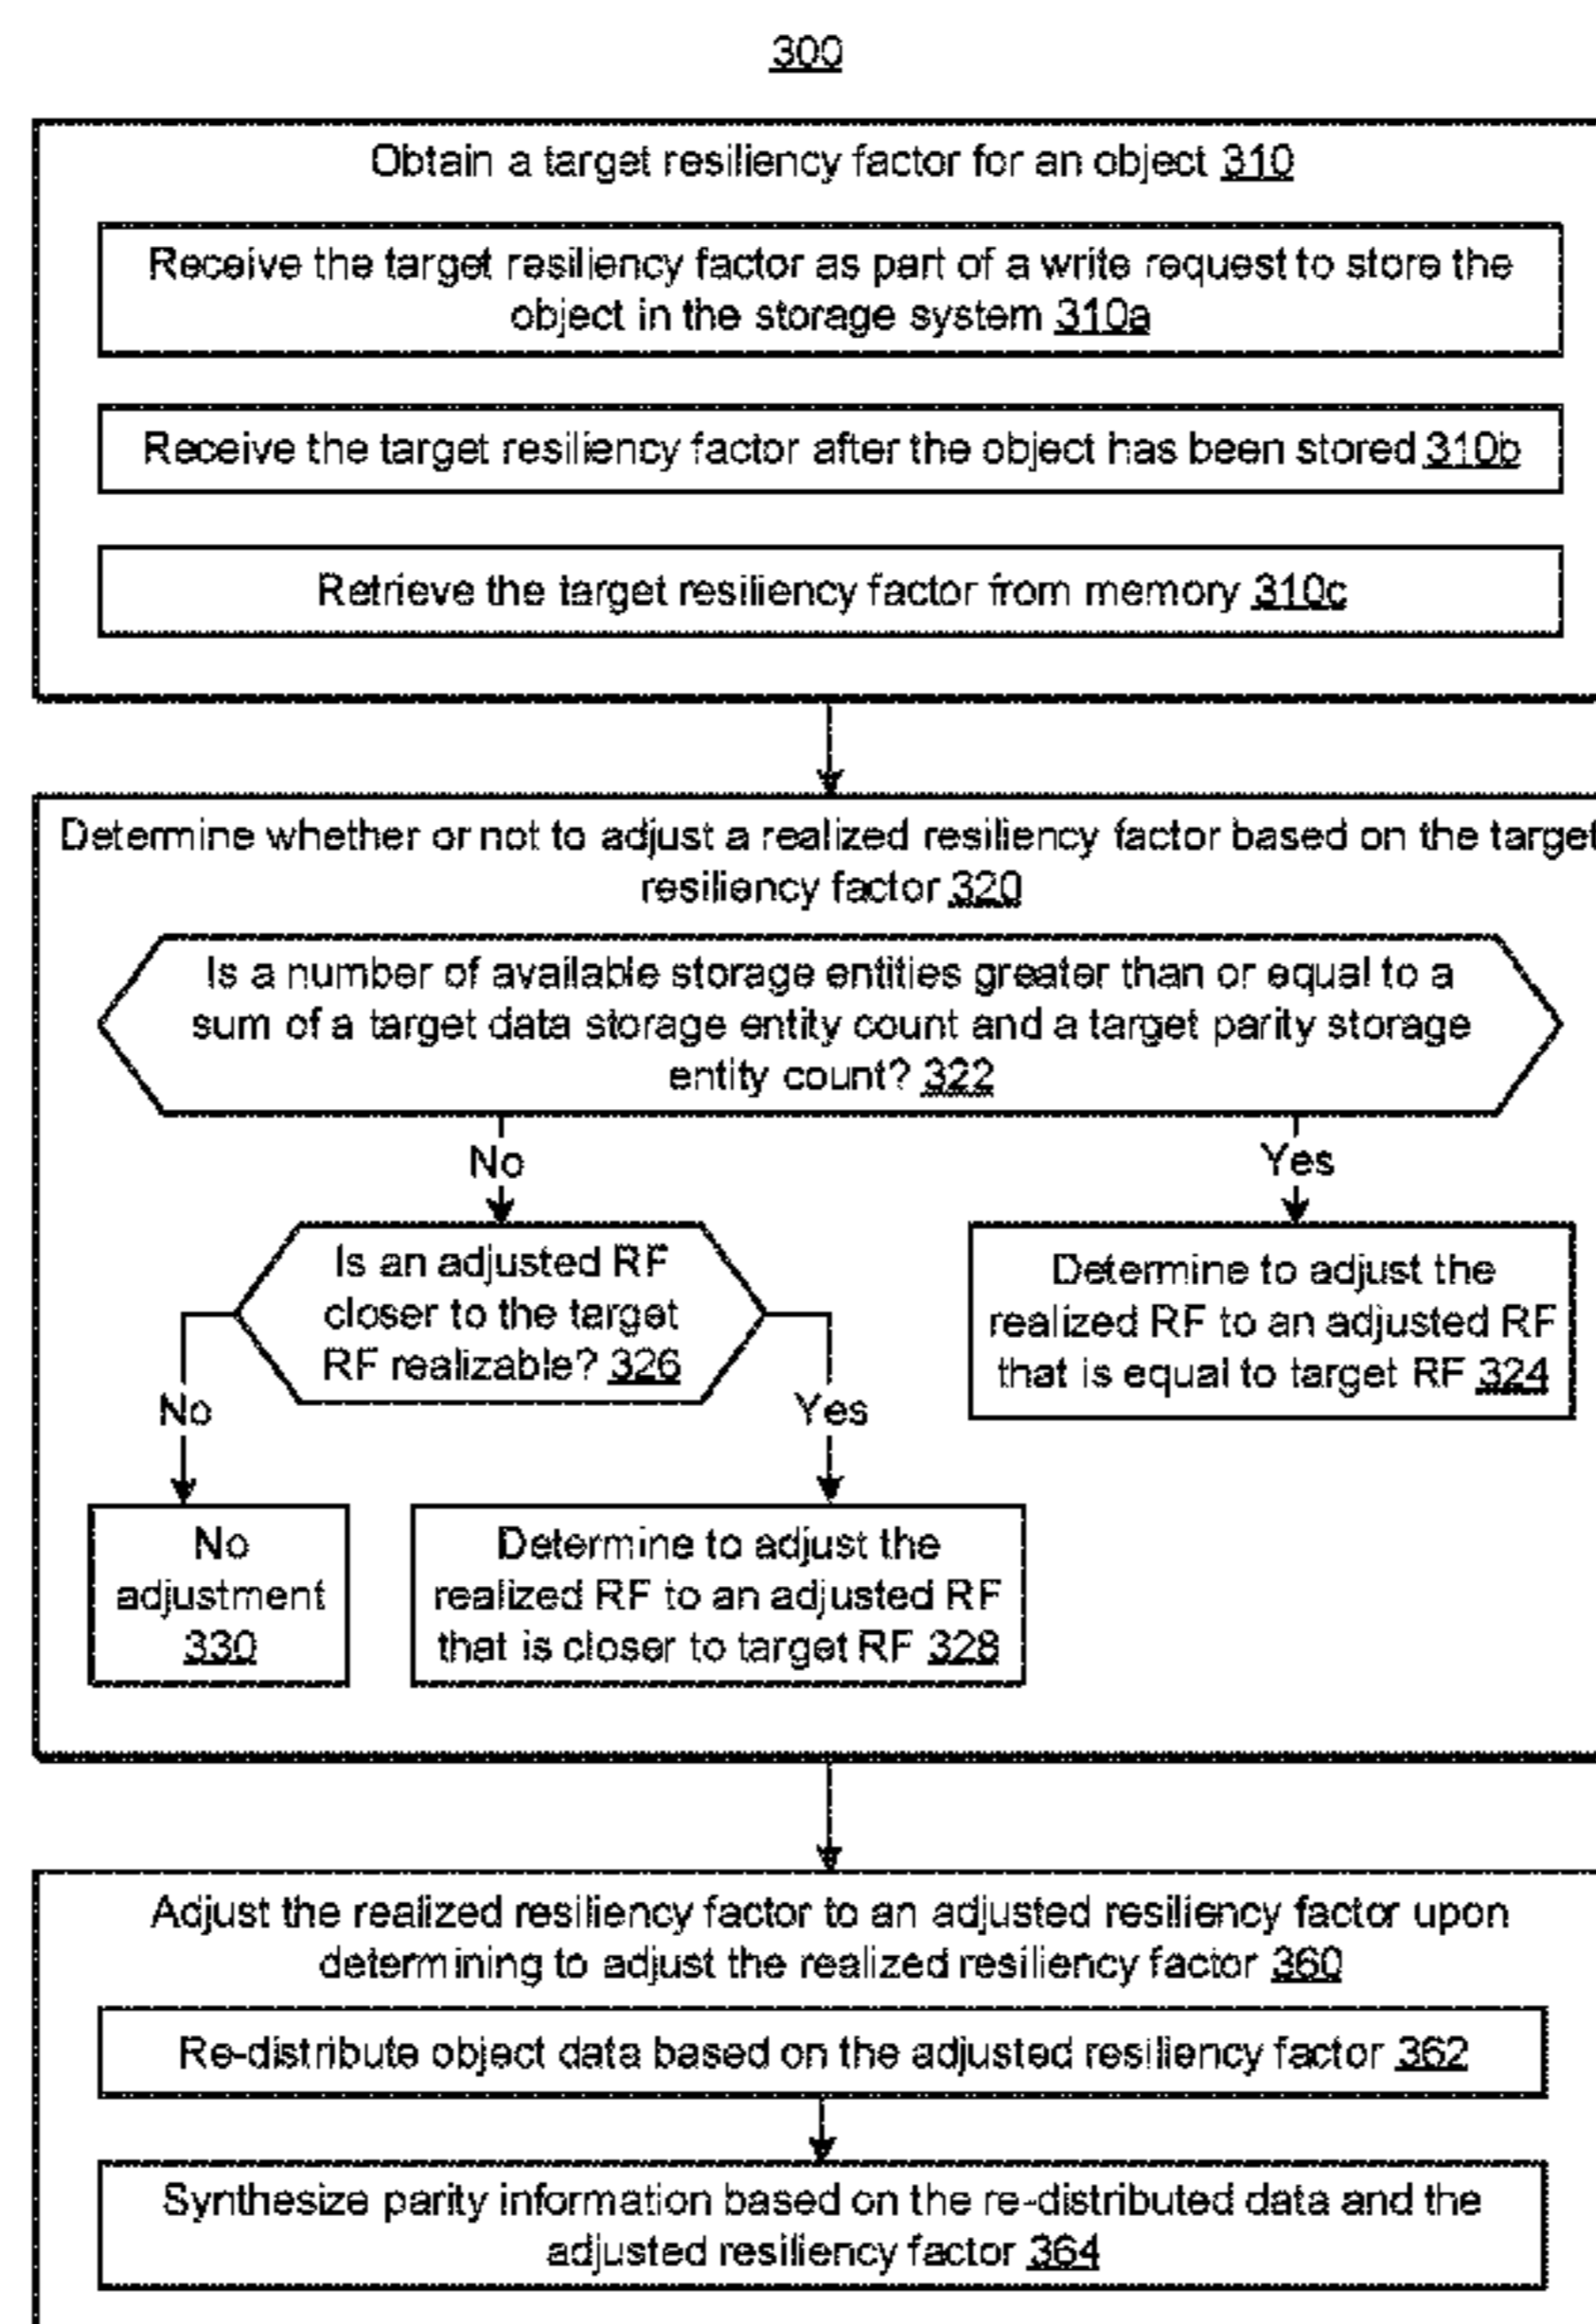 300
Obtain a target resiliency factor for an object 310
Receive the target resiliency factor as part of a write request to store the
object in the storage system 310a
Receive the target resiliency factor after the object has been stored 310b
Retrieve the target resiliency factor from memory 310c
Determine whether or not to adjust a realized resiliency factor based on the target
resiliency factor 320
Is a number of available storage entities greater than or equal to a
sum of a target data storage entity count and a target parity storage
entity count? 322
No
Yes
Is an adjusted RF
closer to the target
RF realizable? 326
Determine to adjust the
realized RF to an adjusted RF
that is equal to target RF 324
No
Yes
No
adjustment
330
Determine to adjust the
realized RF to an adjusted RF
that is closer to target RF 328
Adjust the realized resiliency factor to an adjusted resiliency factor upon
determining to adjust the realized resiliency factor 360
Re-distribute object data based on the adjusted resiliency factor 362
Synthesize parity information based on the re-distributed data and the
adjusted resiliency factor 364